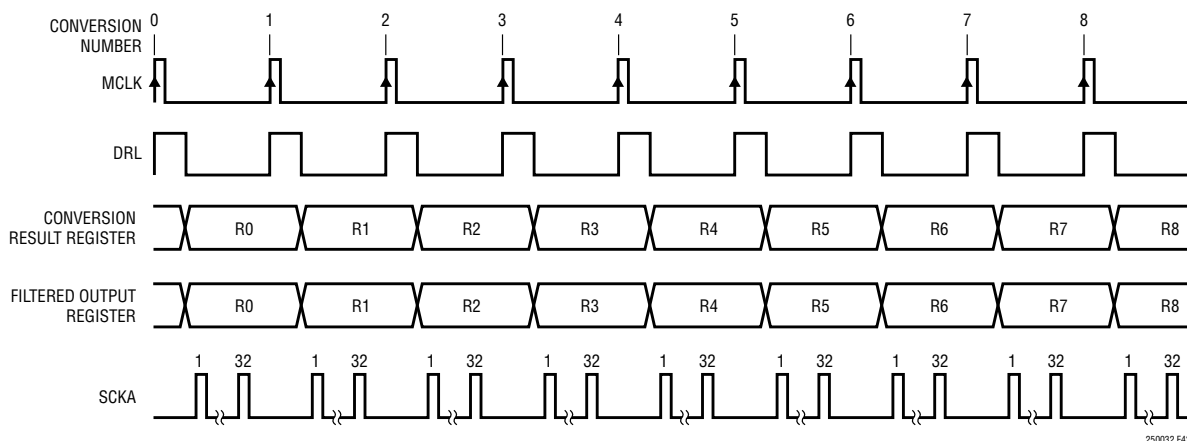 CONVERSION
NUMBER
0 1 2 3 4 5 6 7 8
MCLK
DRL
CONVERSION
RESULT REGISTER
R0 R1 R2 R3 R4 R5 R6 R7 R8
FILTERED OUTPUT
REGISTER
R0 R1 R2 R3 R4 R5 R6 R7 R8
1 32 1 32 1 32 1 32 1 32 1 32 1 32 1 32 1 32
SCKA